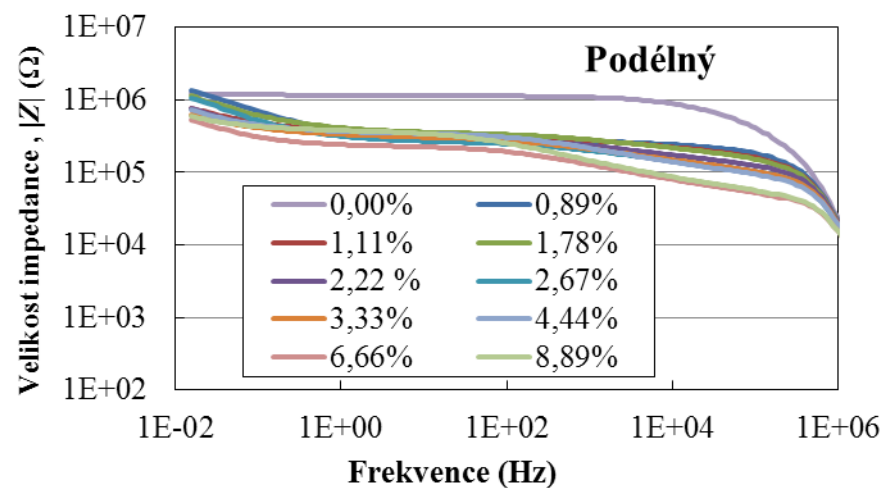 1E+07
1E+06
1E+05
1E+04
1E+03
1E+02
Velikost impedance , |Z| (Ω)
Podélný
0,00% 0,89%
1,11% 1,78%
2,22 % 2,67%
3,33% 4,44%
6,66% 8,89%
1E-02 1E+00 1E+02 1E+04 1E+06
Frekvence (Hz)